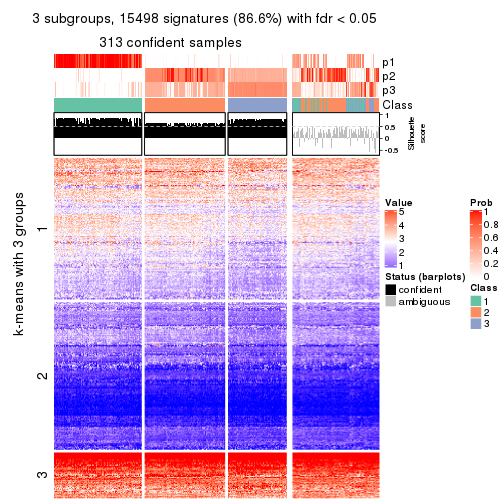 3 subgroups, 15498 signatures (86.6%) with fdr < 0.05
313 confident samples
p1
p2
p3
Class
1
0.5
0
-0.5
Silhouette
score
k-means with 3 groups
1
2
3
Value
5
4
3
2
1
Status (barplots)
confident
ambiguous
Prob
1
0.8
0.6
0.4
0.2
0
Class
1
2
3